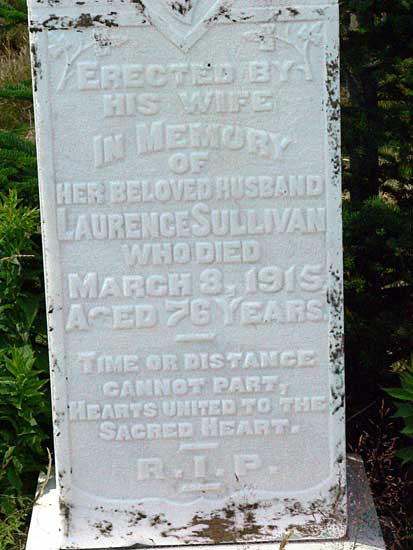 ERECTED BY
HIS WIFE
IN MEMORY
OF
HER BELOVED HUSBAND
LAURENCE SULLIVAN
WHO DIED
MARCH 8, 1915
AGED 76 YEARS.
TIME OR DISTANCE
CANNOT PART,
HEARTS UNITED TO THE
SACRED HEART.
R.I.P.